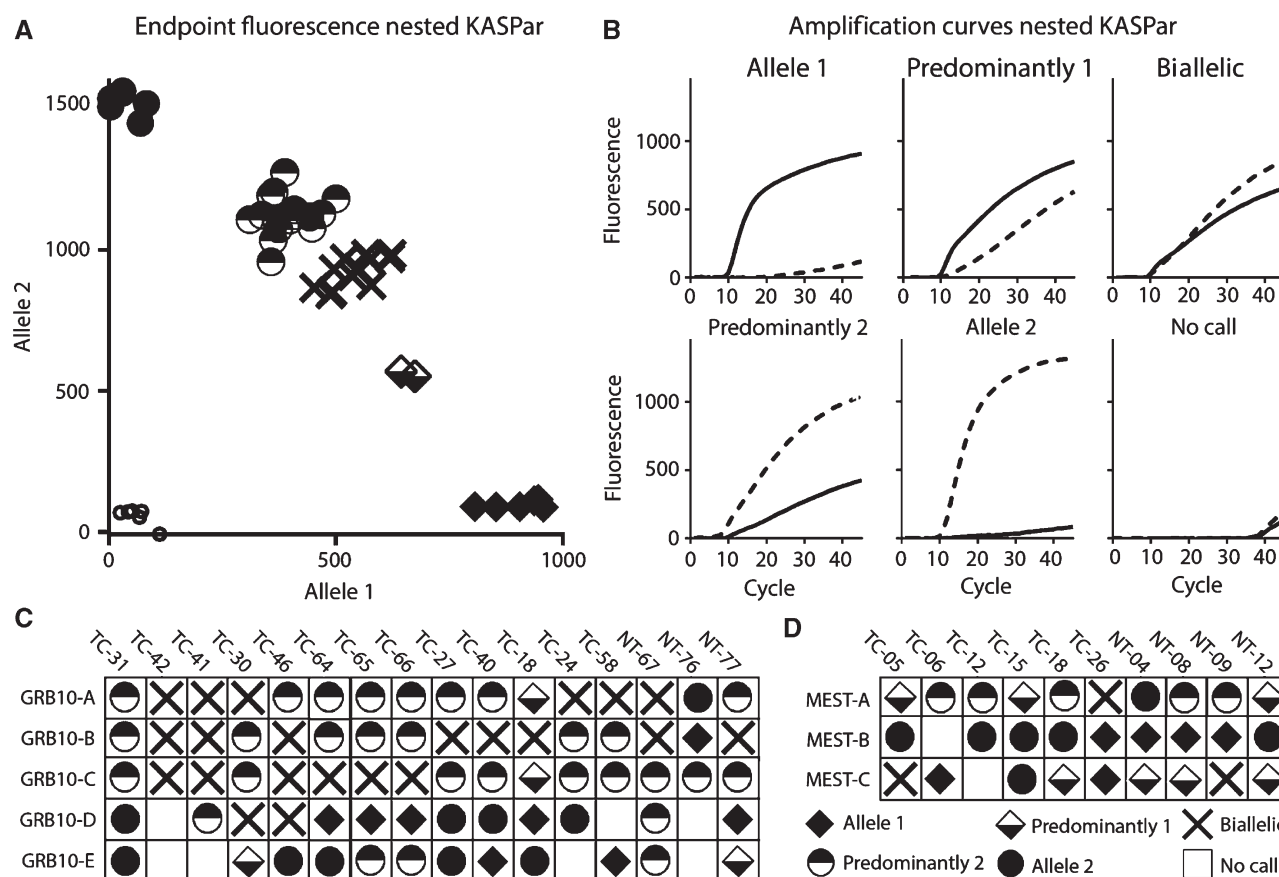 A Endpoint fluorescence nested KASPar
Allele 2
1500
1000
500
0
0 500 1000
Allele 1
B Amplification curves nested KASPar
Allele 1 Predominantly 1 Biallelic
Fluorescence
1000
500
0
0 10 20 30 40 0 10 20 30 40 0 10 20 30 40
Predominantly 2 Allele 2 No call
Fluorescence
1000
500
0
0 10 20 30 40 0 10 20 30 40 0 10 20 30 40
Cycle Cycle Cycle
C
TC-31 TC-42 TC-41 TC-30 TC-46 TC-64 TC-65 TC-66 TC-27 TC-40 TC-18 TC-24 TC-58 NT-67 NT-76 NT-77
GRB10-A
GRB10-B
GRB10-C
GRB10-D
GRB10-E
D
TC-05 TC-06 TC-12 TC-15 TC-18 TC-26 NT-04 NT-08 NT-09 NT-12
MEST-A
MEST-B
MEST-C
Allele 1 Predominantly 1 Biallelic
Predominantly 2 Allele 2 No call